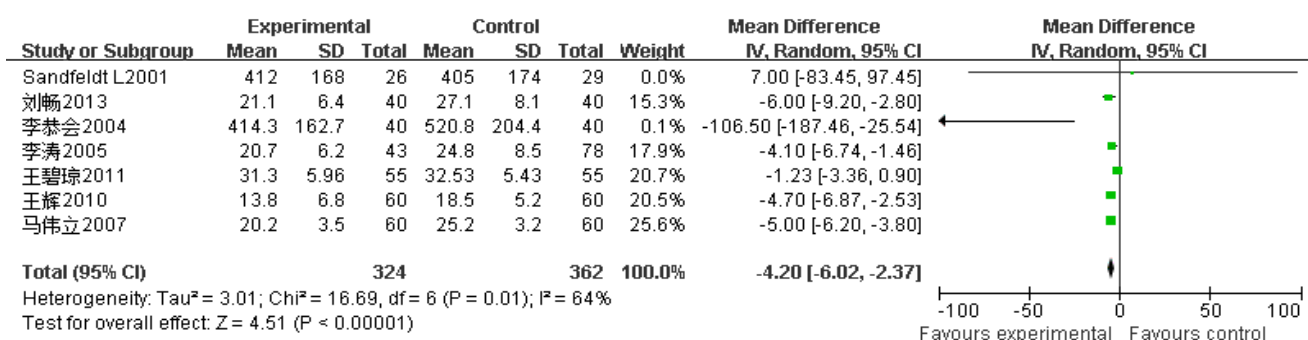 Experimental Control Mean Difference Mean Difference
Study or Subgroup Mean SD Total Mean SD Total Weight IV, Random, 95% CI IV, Random, 95% CI
Sandfeldt L2001 412 168 26 405 174 29 0.0% 7.00 [-83.45, 97.45]
刘畅2013 21.1 6.4 40 27.1 8.1 40 15.3% -6.00 [-9.20, -2.80]
李恭会2004 414.3 162.7 40 520.8 204.4 40 0.1% -106.50 [-187.46, -25.54]
李涛2005 20.7 6.2 43 24.8 8.5 78 17.9% -4.10 [-6.74, -1.46]
王碧琼2011 31.3 5.96 55 32.53 5.43 55 20.7% -1.23 [-3.36, 0.90]
王辉2010 13.8 6.8 60 18.5 5.2 60 20.5% -4.70 [-6.87, -2.53]
马伟立2007 20.2 3.5 60 25.2 3.2 60 25.6% -5.00 [-6.20, -3.80]
Total (95% CI) 324 362 100.0% -4.20 [-6.02, -2.37]
Heterogeneity: Tau² = 3.01; Chi² = 16.69, df = 6 (P = 0.01); I² = 64%
Test for overall effect: Z = 4.51 (P < 0.00001)
-100 -50 0 50 100
Favours experimental Favours control